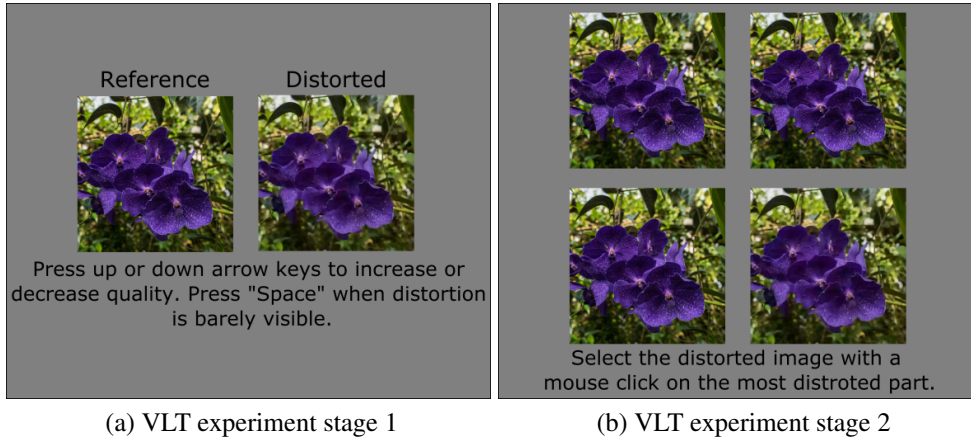 Reference
Distorted
Press up or down arrow keys to increase or
decrease quality. Press "Space" when distortion
is barely visible.
(a) VLT experiment stage 1
Select the distorted image with a
mouse click on the most distroted part.
(b) VLT experiment stage 2